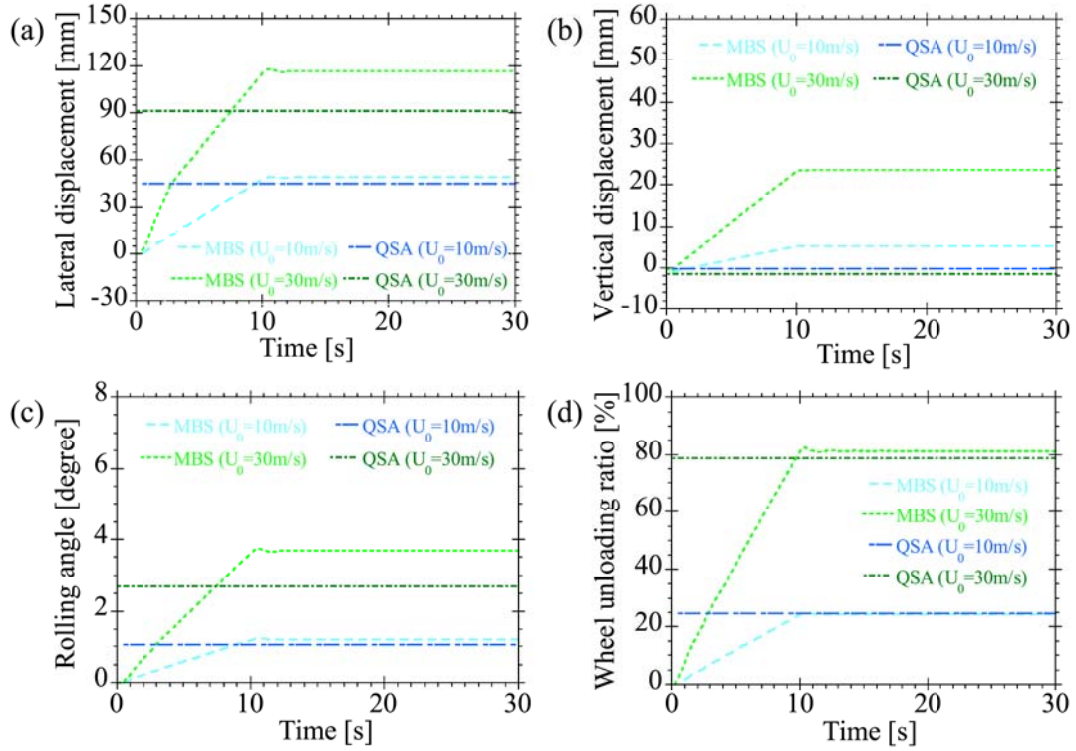 (a)
Lateral displacement [mm]
150
120
90
60
30
0
-30
MBS (U0=10m/s) QSA (U0=10m/s)
MBS (U0=30m/s) QSA (U0=30m/s)
0 10 20 30
Time [s]
(b)
Vertical displacement [mm]
60
50
40
30
20
10
0
-10
MBS (U0=10m/s) QSA (U0=10m/s)
MBS (U0=30m/s) QSA (U0=30m/s)
0 10 20 30
Time [s]
(c)
Rolling angle [degree]
8
6
4
2
0
MBS (U0=10m/s) QSA (U0=10m/s)
MBS (U0=30m/s) QSA (U0=30m/s)
0 10 20 30
Time [s]
(d)
Wheel unloading ratio [%]
100
80
60
40
20
0
MBS (U0=10m/s)
MBS (U0=30m/s)
QSA (U0=10m/s)
QSA (U0=30m/s)
0 10 20 30
Time [s]